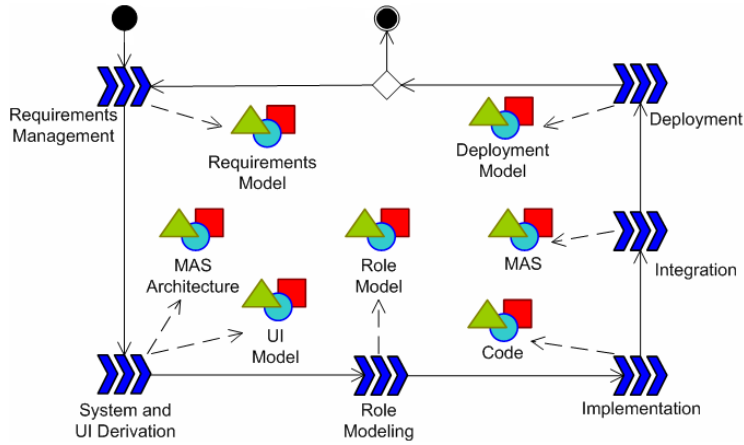 Requirements
Management
Requirements
Model
Deployment
Model
Deployment
MAS
Architecture
Role
Model
MAS
Integration
UI
Model
Code
System and
UI Derivation
Role
Modeling
Implementation